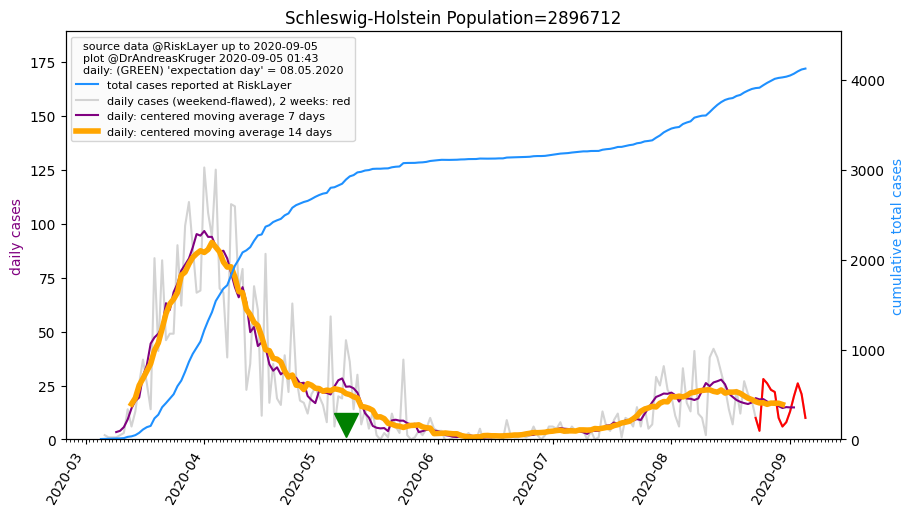 Schleswig-Holstein Population=2896712
source data @RiskLayer up to 2020-09-05
plot @DrAndreasKruger 2020-09-05 01:43
daily: (GREEN) 'expectation day' = 08.05.2020
total cases reported at RiskLayer
daily cases (weekend-flawed), 2 weeks: red
daily: centered moving average 7 days
daily: centered moving average 14 days
daily cases
175
150
125
100
75
50
25
0
4000
3000
2000
1000
0
cumulative total cases
2020-03
2020-04
2020-05
2020-06
2020-07
2020-08
2020-09